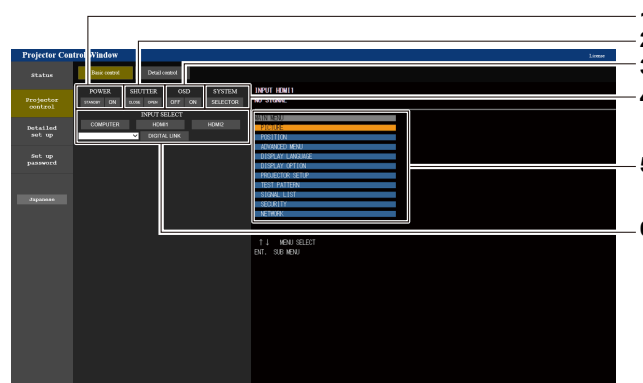 Projector Control Window
License
Status
Projector
control
Detailed
set up
Set up
password
Japanese
Basic control
Detail control
POWER
SHUTTER
OSD
SYSTEM
STANDBY
ON
CLOSE
OPEN
OFF
ON
SELECTOR
INPUT SELECT
COMPUTER
HDMI1
HDMI2
DIGITAL LINK
INPUT HDMI1
NO SIGNAL
MAIN MENU
PICTURE
POSITION
ADVANCED MENU
DISPLAY LANGUAGE
DISPLAY OPTION
PROJECTOR SETUP
TEST PATTERN
SIGNAL LIST
SECURITY
NETWORK
↑↓ MENU SELECT
ENT. SUB MENU
1
2
3
4
5
6